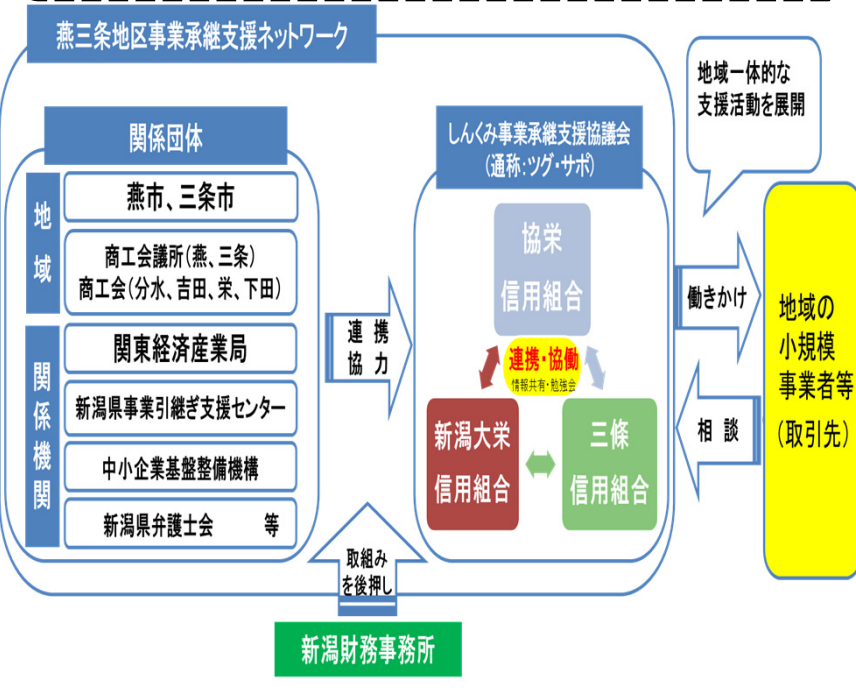 燕三条地区事業承継支援ネットワーク
関係団体
地域
燕市、三条市
商工会議所(燕、三条)
商工会(分水、吉田、栄、下田)
関係機関
関東経済産業局
新潟県事業引継ぎ支援センター
中小企業基盤整備機構
新潟県弁護士会 等
連携
協力
しんくみ事業承継支援協議会
(通称:ツグ・サポ)
協栄
信用組合
連携・協働
情報共有・勉強会
新潟大栄
信用組合
三條
信用組合
地域一体的な
支援活動を展開
働きかけ
相談
地域の
小規模
事業者等
(取引先)
取組み
を後押し
新潟財務事務所